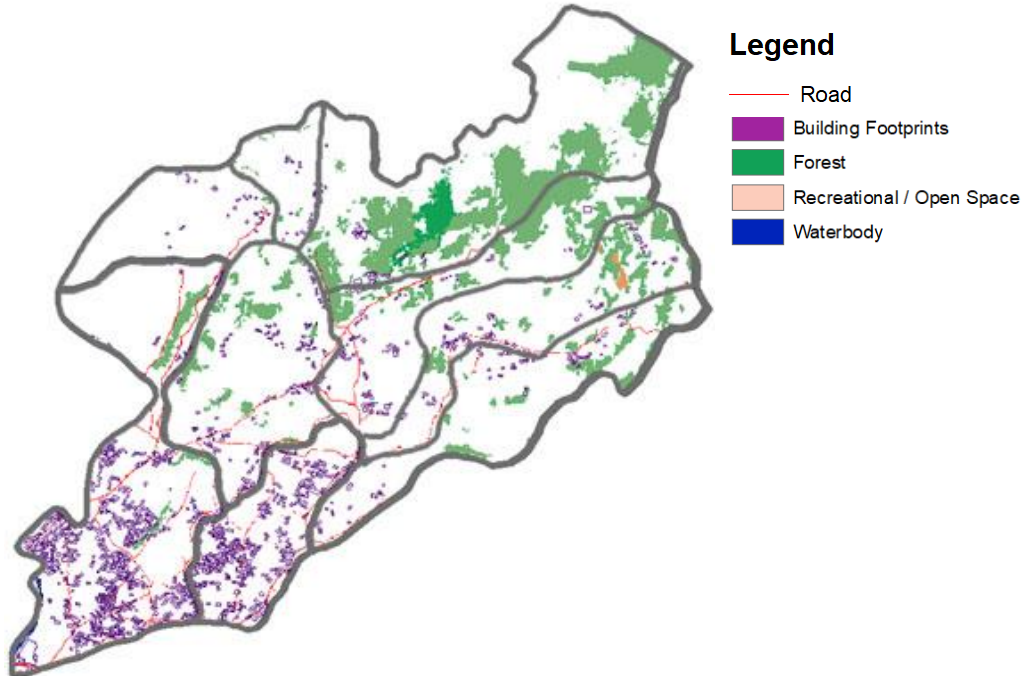 Legend
Road
Building Footprints
Forest
Recreational / Open Space
Waterbody